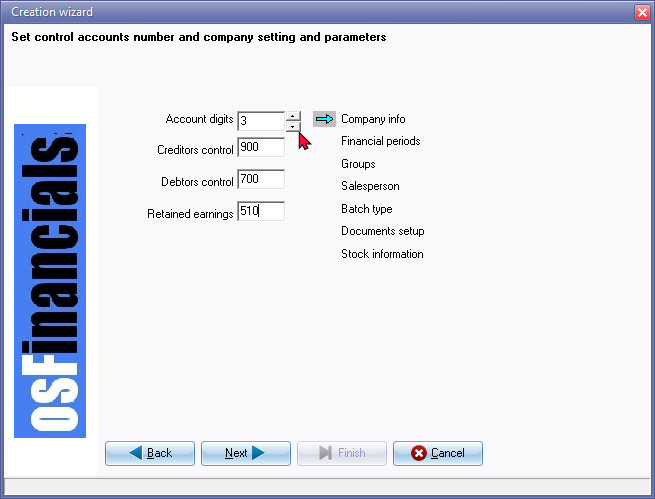 Creation wizard
Set control accounts number and company setting and parameters
Account digits 3
Creditors control 900
Debtors control 700
Retained earnings 510
Company info
Financial periods
Groups
Salesperson
Batch type
Documents setup
Stock information
osFinancials
Back Next Finish Cancel